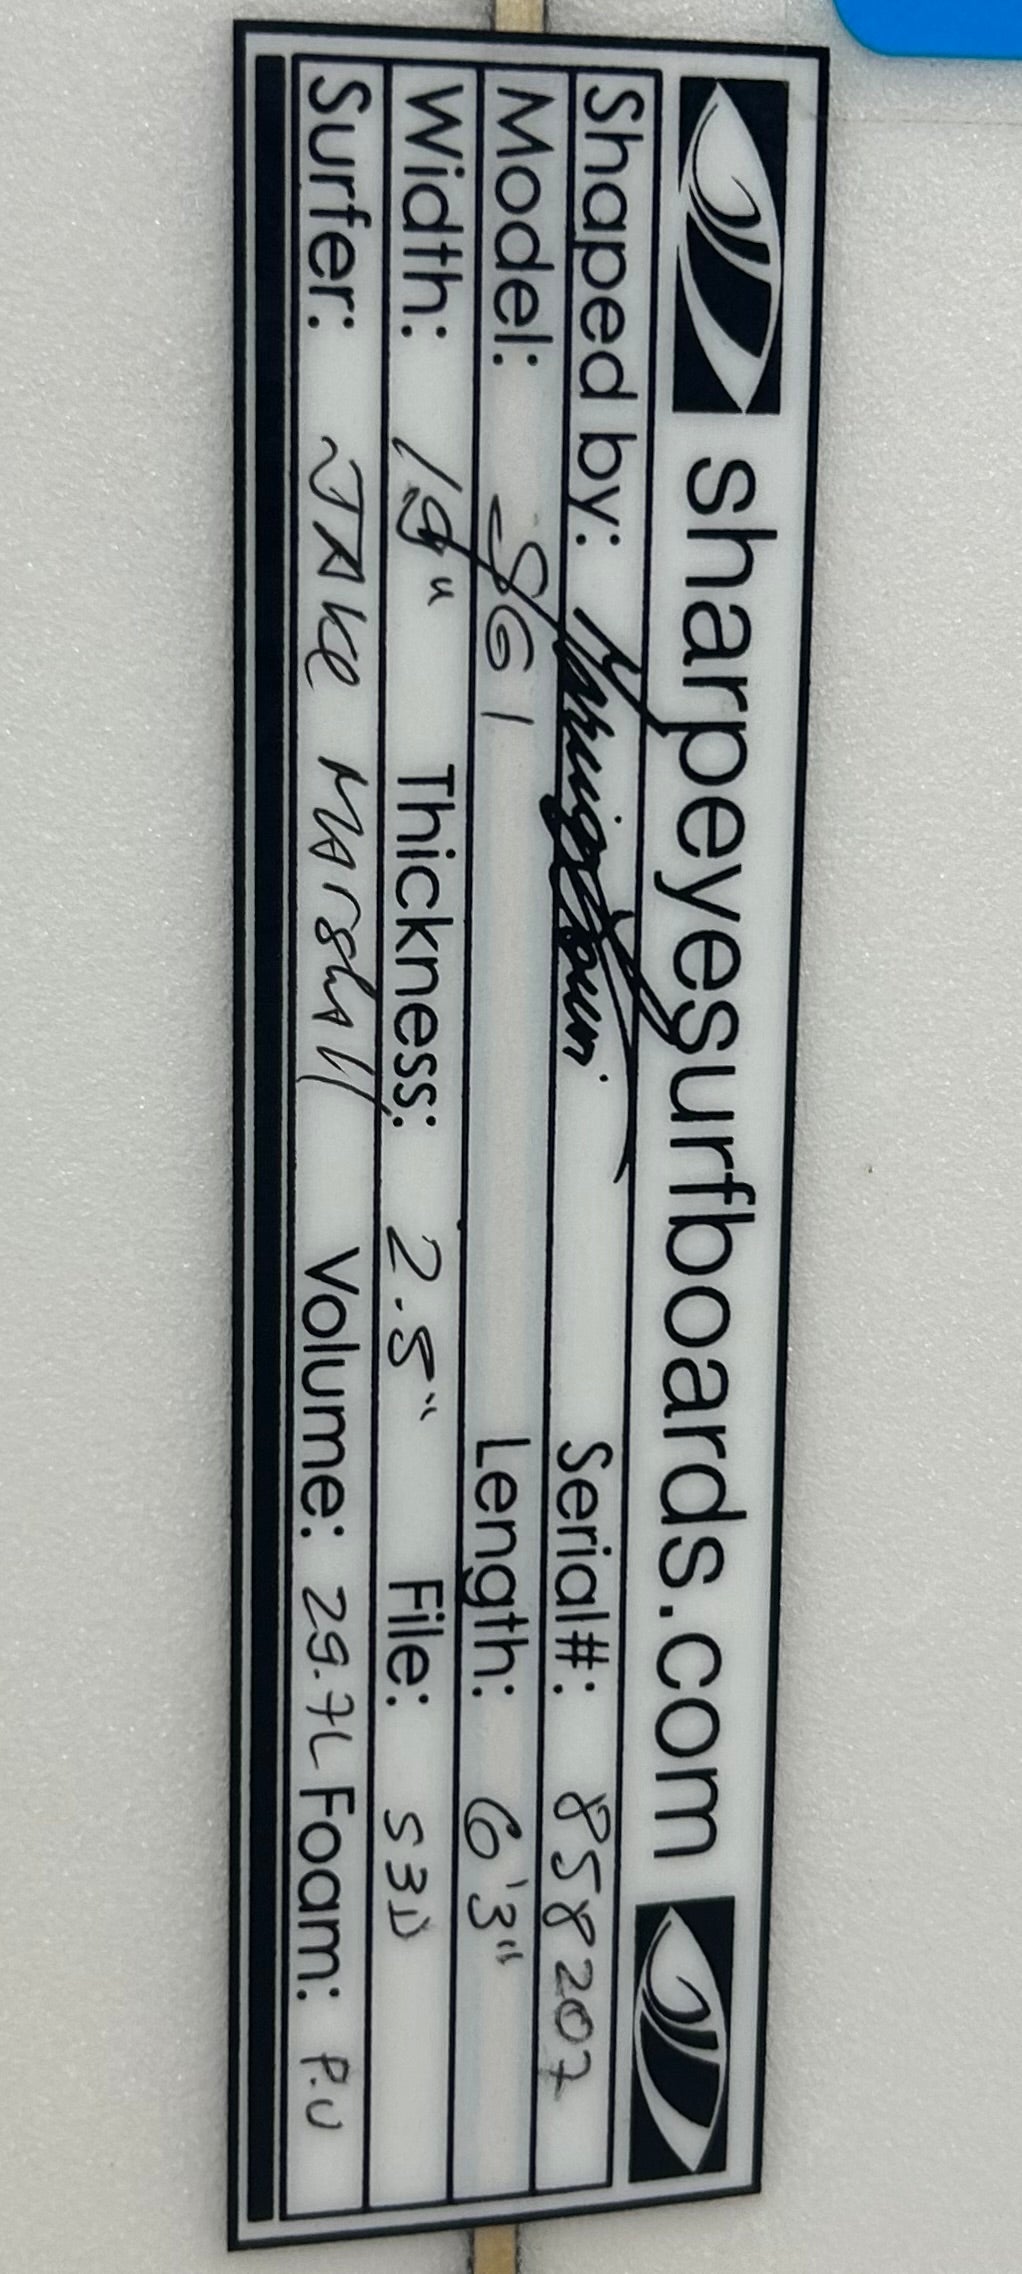 sharpeyesurfboards.com
Shaped by: Serial#: 858207
Model: SG1 Length: 6'3"
Width: 19" Thickness: 2.5" File: S3D
Surfer: JAKe MArshAll Volume: 29.7L Foam: P.U